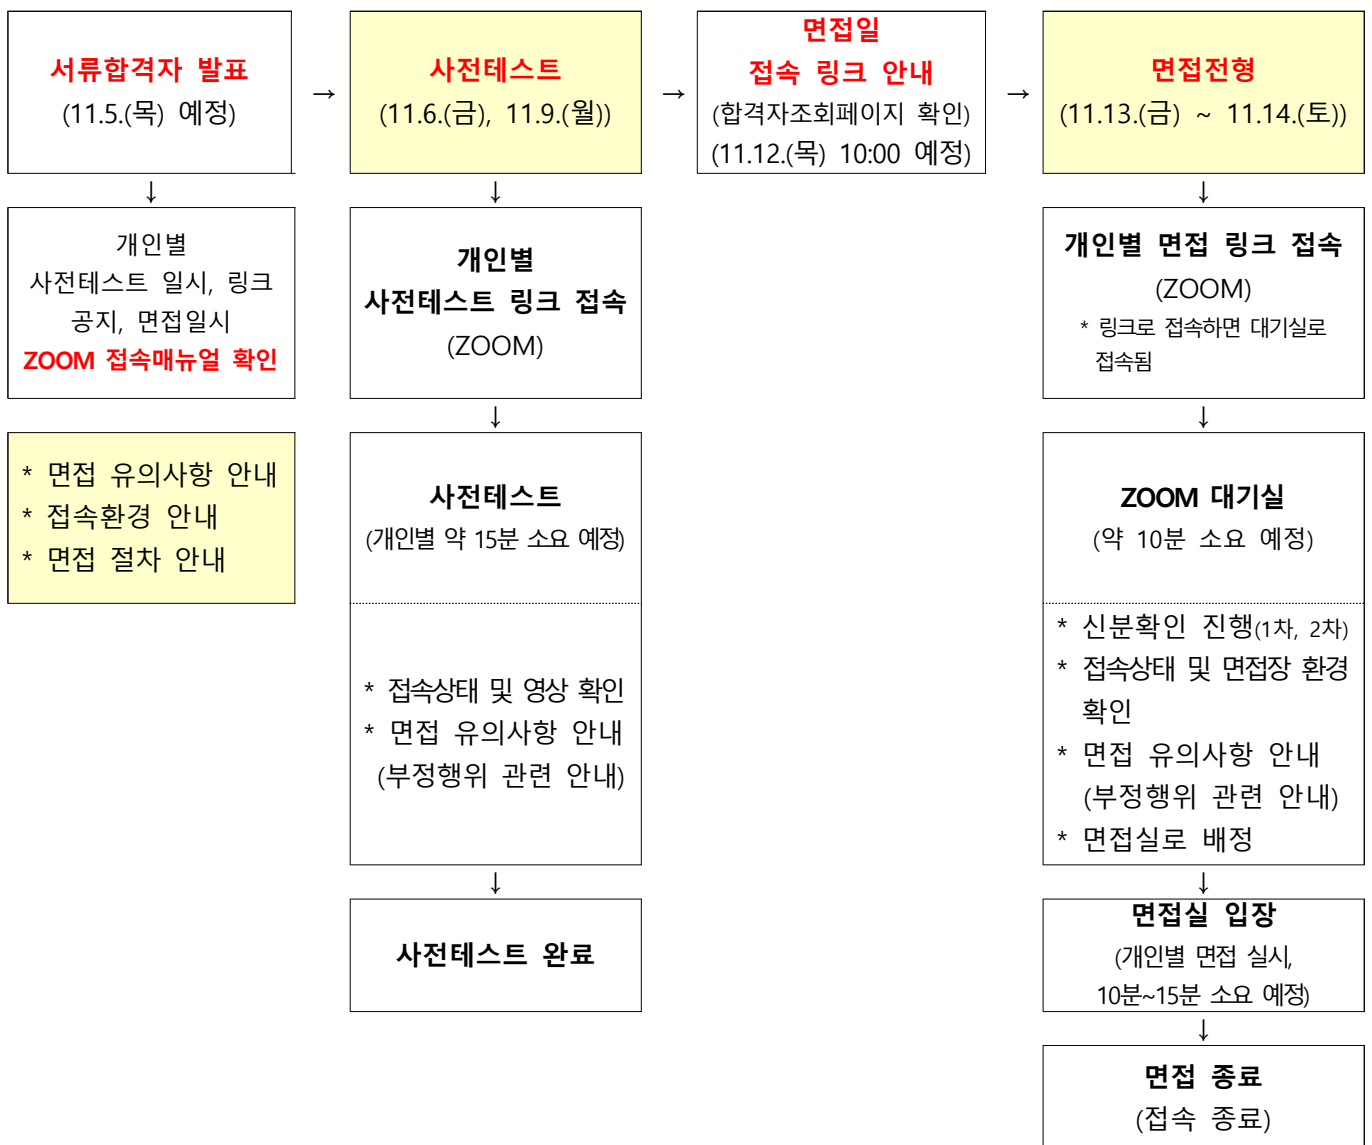 서류합격자 발표
(11.5.(목) 예정)
→
사전테스트
(11.6.(금), 11.9.(월))
→
면접일
접속 링크 안내
(합격자조회페이지 확인)
(11.12.(목) 10:00 예정)
→
면접전형
(11.13.(금) ~ 11.14.(토))
↓
개인별
사전테스트 일시, 링크
공지, 면접일시
ZOOM 접속매뉴얼 확인
* 면접 유의사항 안내
* 접속환경 안내
* 면접 절차 안내
↓
개인별
사전테스트 링크 접속
(ZOOM)
↓
사전테스트
(개인별 약 15분 소요 예정)
* 접속상태 및 영상 확인
* 면접 유의사항 안내
(부정행위 관련 안내)
↓
사전테스트 완료
↓
개인별 면접 링크 접속
(ZOOM)
* 링크로 접속하면 대기실로
접속됨
↓
ZOOM 대기실
(약 10분 소요 예정)
* 신분확인 진행(1차, 2차)
* 접속상태 및 면접장 환경
확인
* 면접 유의사항 안내
(부정행위 관련 안내)
* 면접실로 배정
↓
면접실 입장
(개인별 면접 실시,
10분~15분 소요 예정)
↓
면접 종료
(접속 종료)